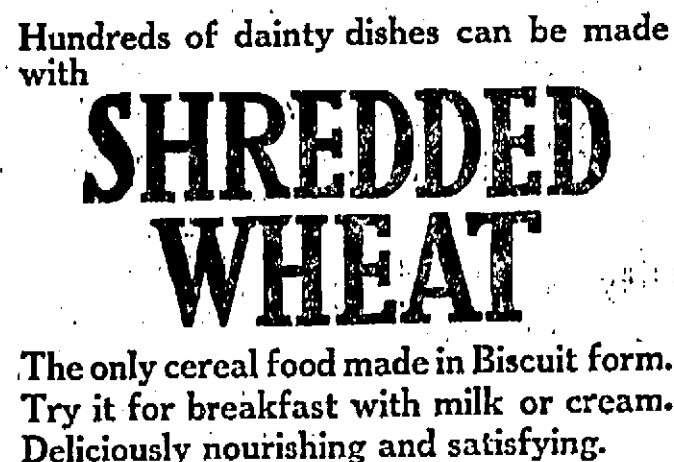 Hundreds of dainty dishes can be made
with
SHREDDED
WHEAT
The only cereal food made in Biscuit form.
Try it for breakfast with milk or cream.
Deliciously nourishing and satisfying.